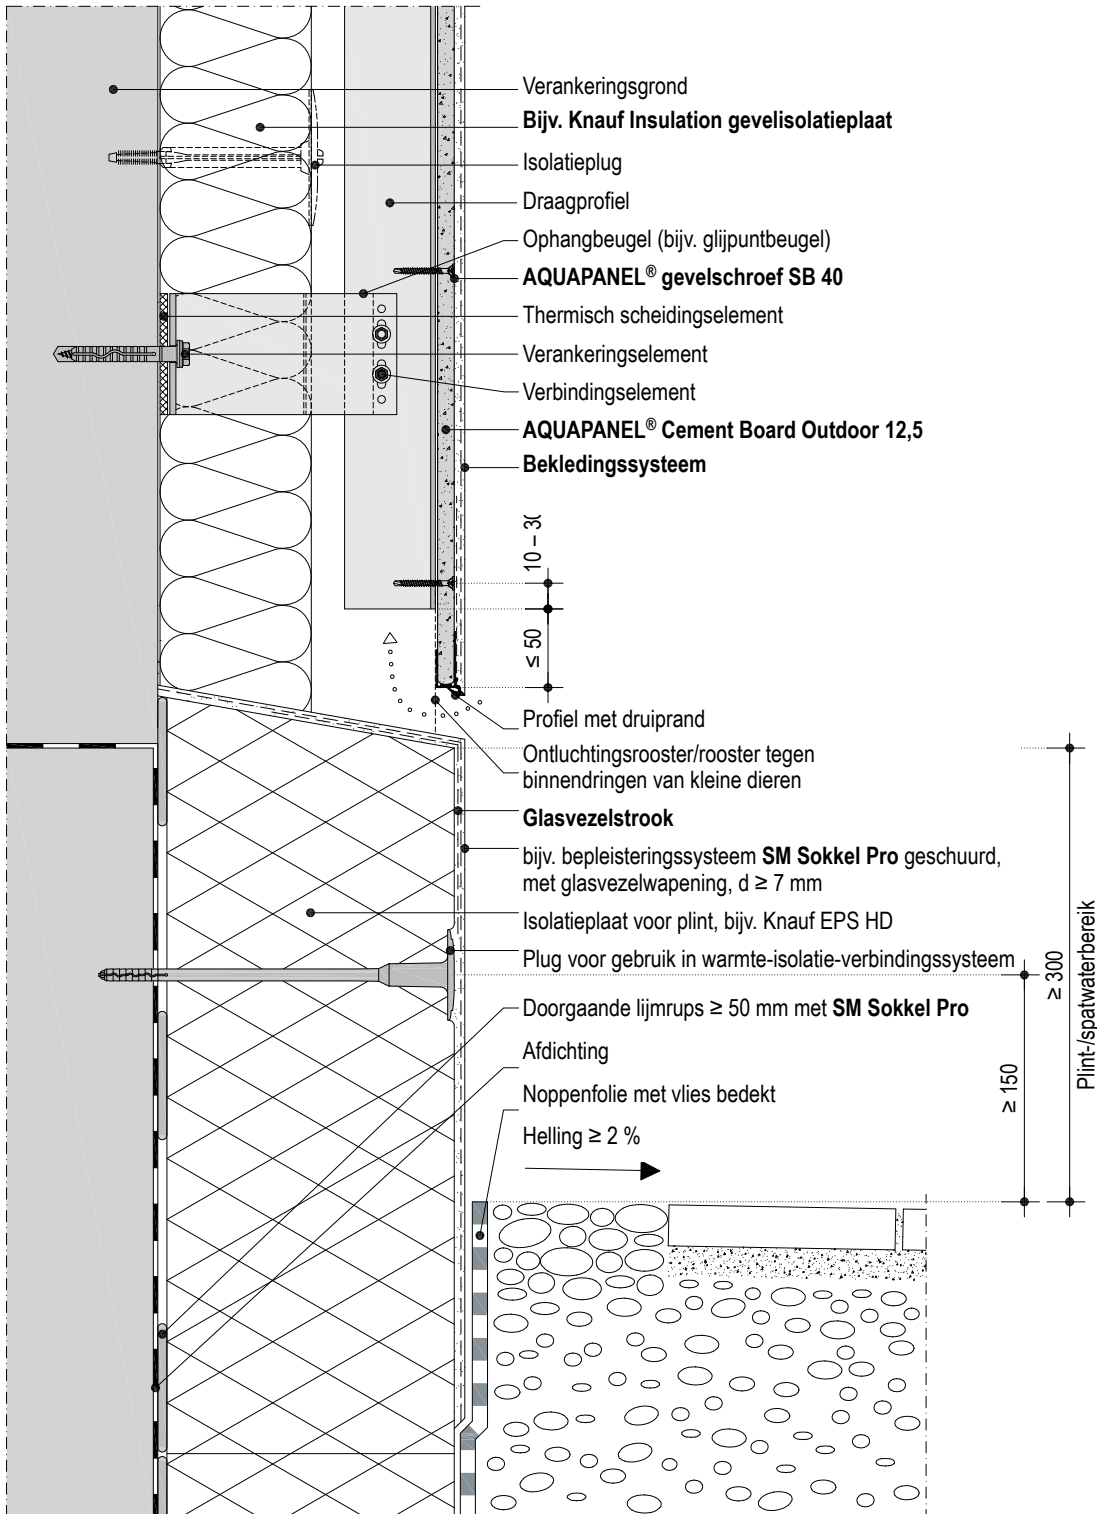 Verankeringsgrond
Bijv. Knauf Insulation gevelisolatieplaat
Isolatieplug
Draagprofiel
Ophangbeugel (bijv. glijpuntbeugel)
AQUAPANEL® gevelschroef SB 40
Thermisch scheidingselement
Verankeringselement
Verbindingselement
AQUAPANEL® Cement Board Outdoor 12,5
Bekledingssysteem
10 – 
≤ 50
Profiel met druiprand
Ontluchtingsrooster/rooster tegen
binnendringen van kleine dieren
Glasvezelstrook
bijv. bepleisteringssysteem SM Sokkel Pro geschuurd,
met glasvezelwapening, d ≥ 7 mm
Isolatieplaat voor plint, bijv. Knauf EPS HD
Plug voor gebruik in warmte-isolatie-verbindingssysteem
Doorgaande lijmrups ≥ 50 mm met SM Sokkel Pro
Afdichting
Noppenfolie met vlies bedekt
Helling ≥ 2 %
≥ 150
≥ 300
Plint-/spatwaterbereik